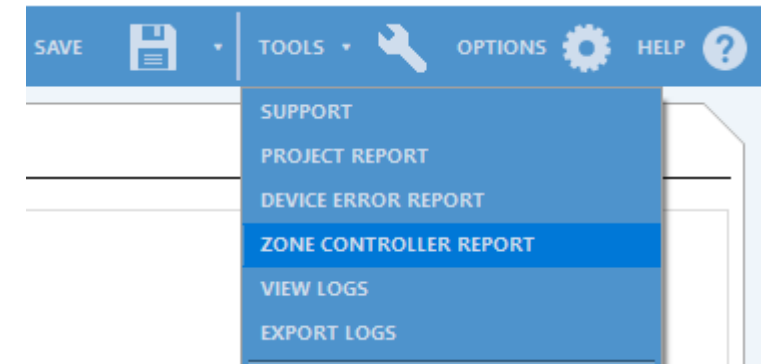 SAVE TOOLS OPTIONS HELP ?
SUPPORT
PROJECT REPORT
DEVICE ERROR REPORT
ZONE CONTROLLER REPORT
VIEW LOGS
EXPORT LOGS